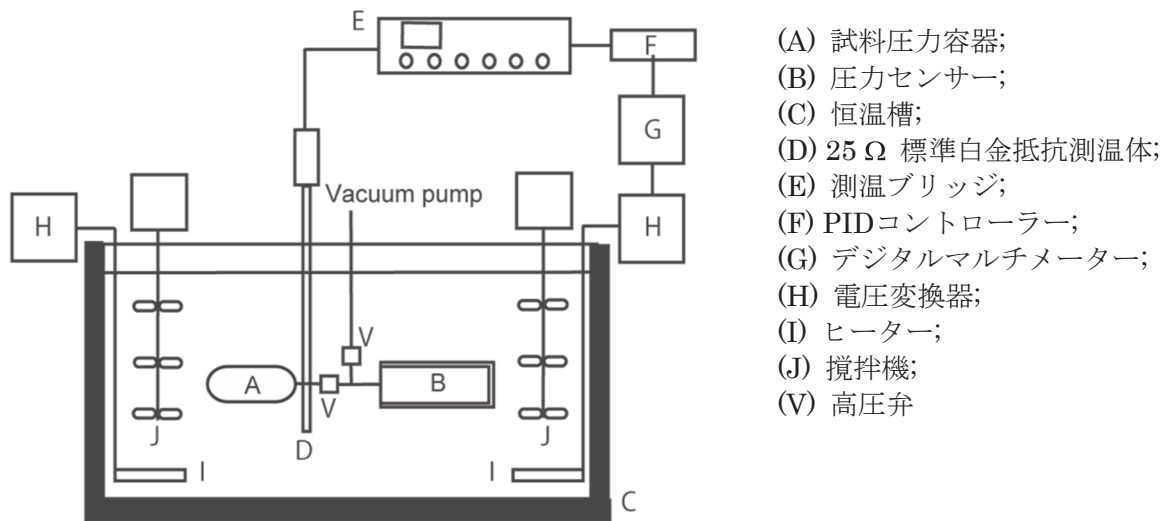 E
F
G
H
H
Vacuum pump
V
A
V
B
J
D
J
I
I
C
(A) 試料圧力容器;
(B) 圧力センサー;
(C) 恒温槽;
(D) 25 Ω 標準白金抵抗測温体;
(E) 測温ブリッジ;
(F) PIDコントローラー;
(G) デジタルマルチメーター;
(H) 電圧変換器;
(I) ヒーター;
(J) 撹拌機;
(V) 高圧弁